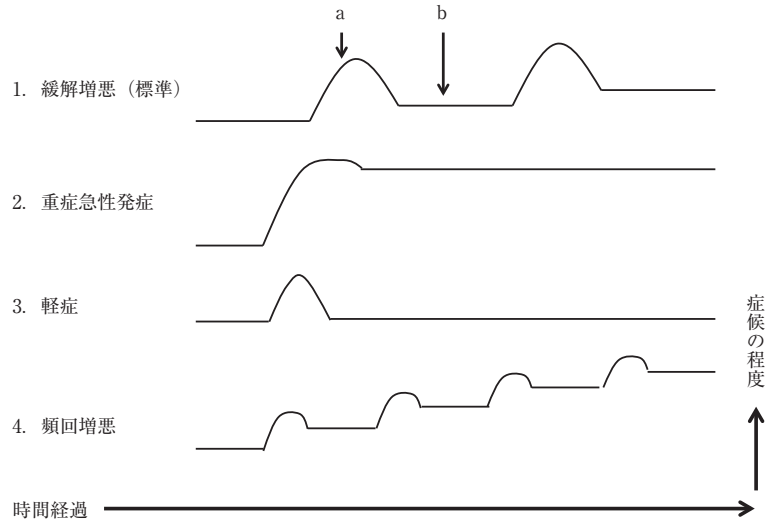 a
b
1. 緩解増悪（標準）
2. 重症急性発症
3. 軽症
4. 頻回増悪
症候の程度
時間経過